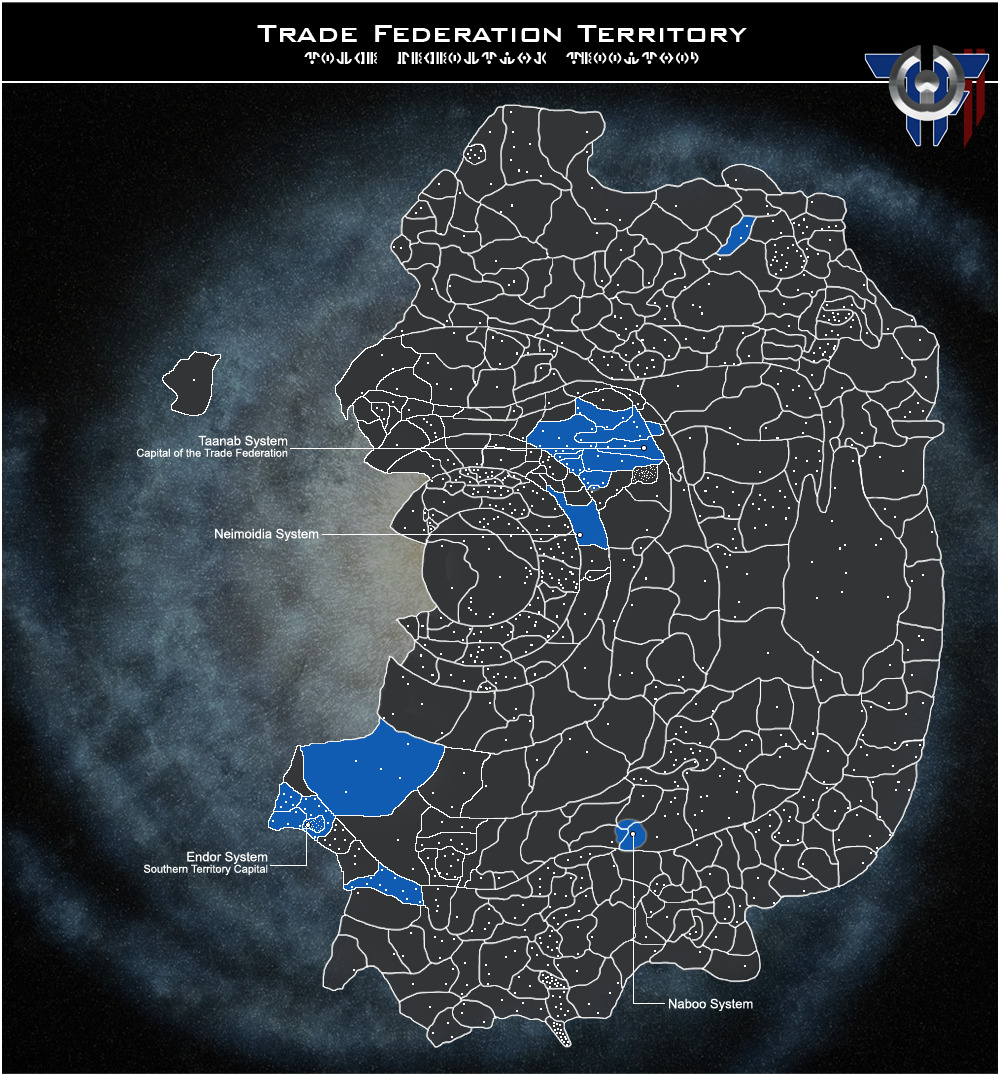 Trade Federation Territory
Taanab System
Capital of the Trade Federation
Neimoidia System
Endor System
Southern Territory Capital
Naboo System